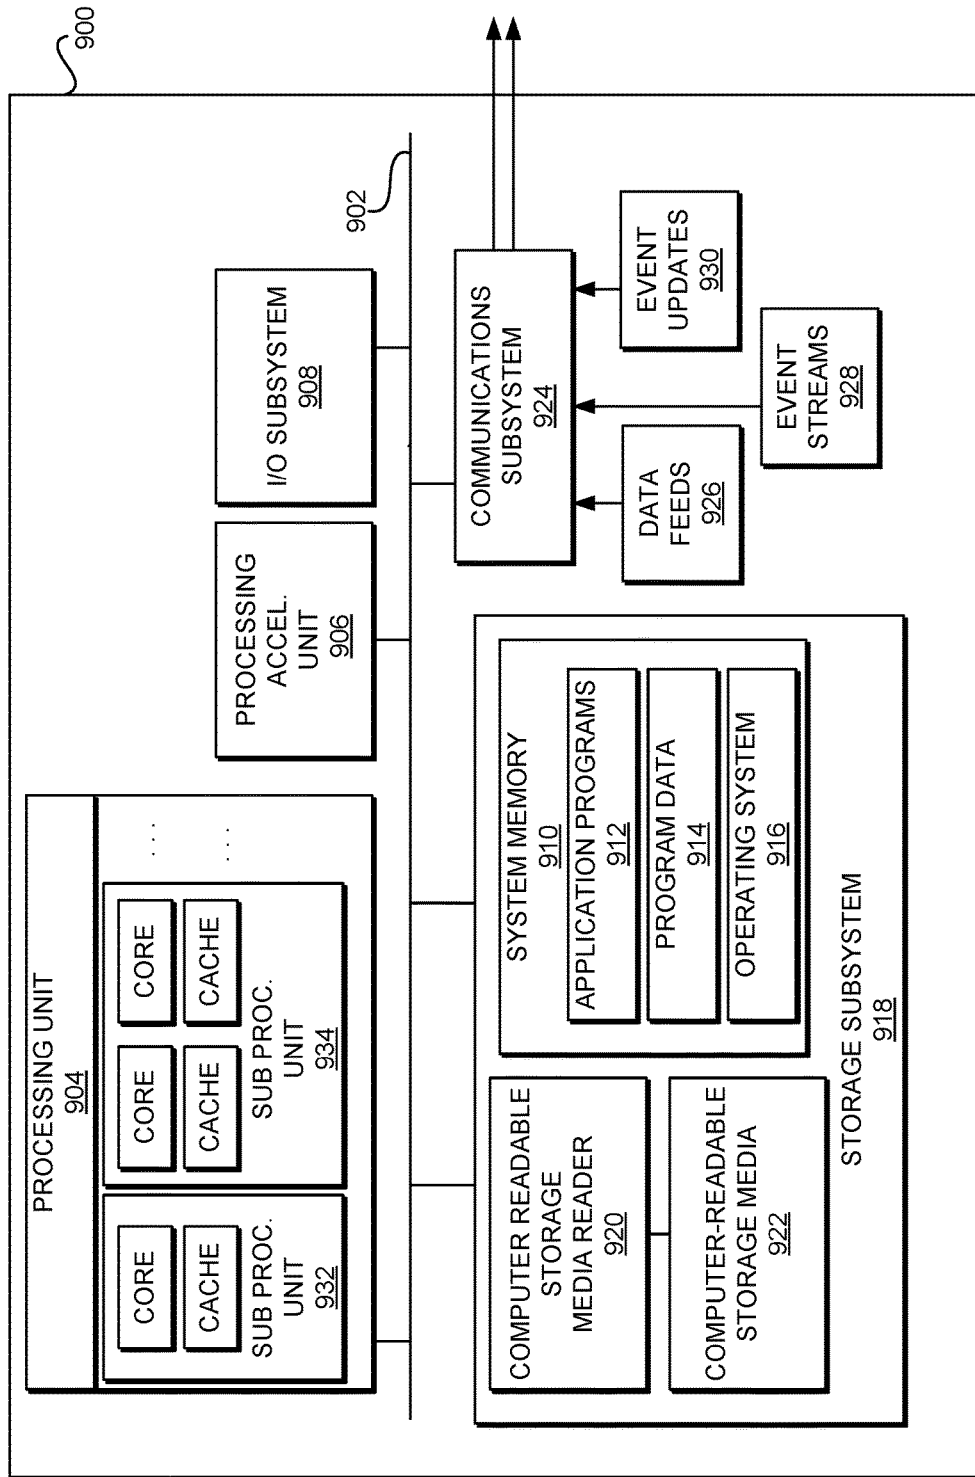 900
PROCESSING UNIT
904
CORE
CACHE
SUB PROC.
UNIT
932
CORE
CACHE
CORE
CACHE
SUB PROC.
UNIT
934
...
...
PROCESSING
ACCEL.
UNIT
906
I/O SUBSYSTEM
908
902
COMPUTER READABLE
STORAGE
MEDIA READER
920
COMPUTER-READABLE
STORAGE MEDIA
922
SYSTEM MEMORY
910
APPLICATION PROGRAMS
912
PROGRAM DATA
914
OPERATING SYSTEM
916
STORAGE SUBSYSTEM
918
COMMUNICATIONS
SUBSYSTEM
924
DATA
FEEDS
926
EVENT
STREAMS
928
EVENT
UPDATES
930